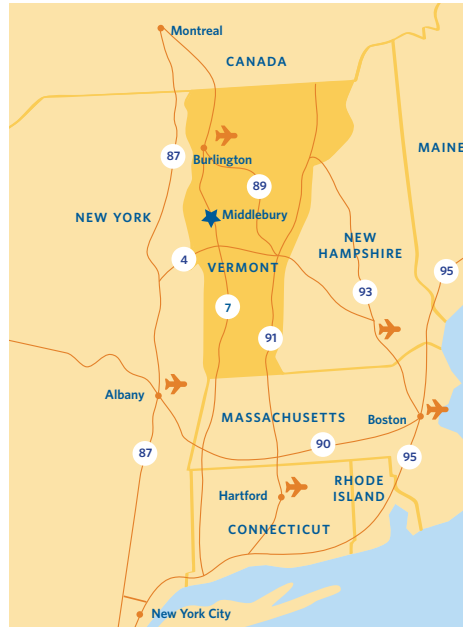 Montreal
CANADA
87
Burlington
MAINE
89
NEW YORK
Middlebury
NEW
HAMPSHIRE
4
VERMONT
95
93
7
91
Albany
MASSACHUSETTS
Boston
90
87
95
RHODE
ISLAND
Hartford
CONNECTICUT
New York City